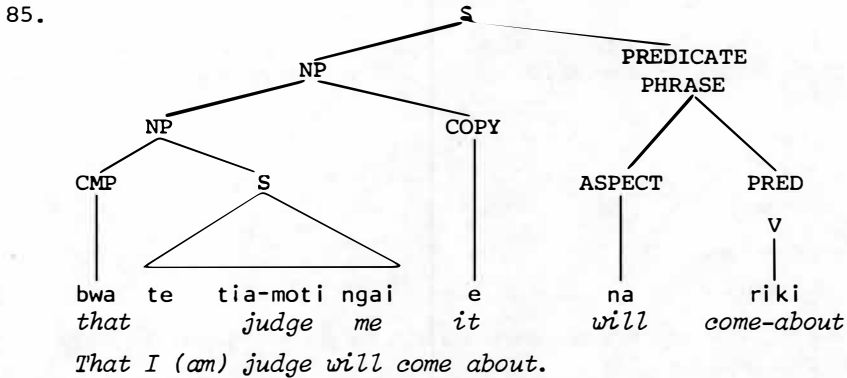 85.
S
NP PREDICATE
PHRASE
NP COPY
CMP S ASPECT PRED
V
bwa te tia-moti ngai e na riki
that judge me it will come-about
That I (am) judge will come about.